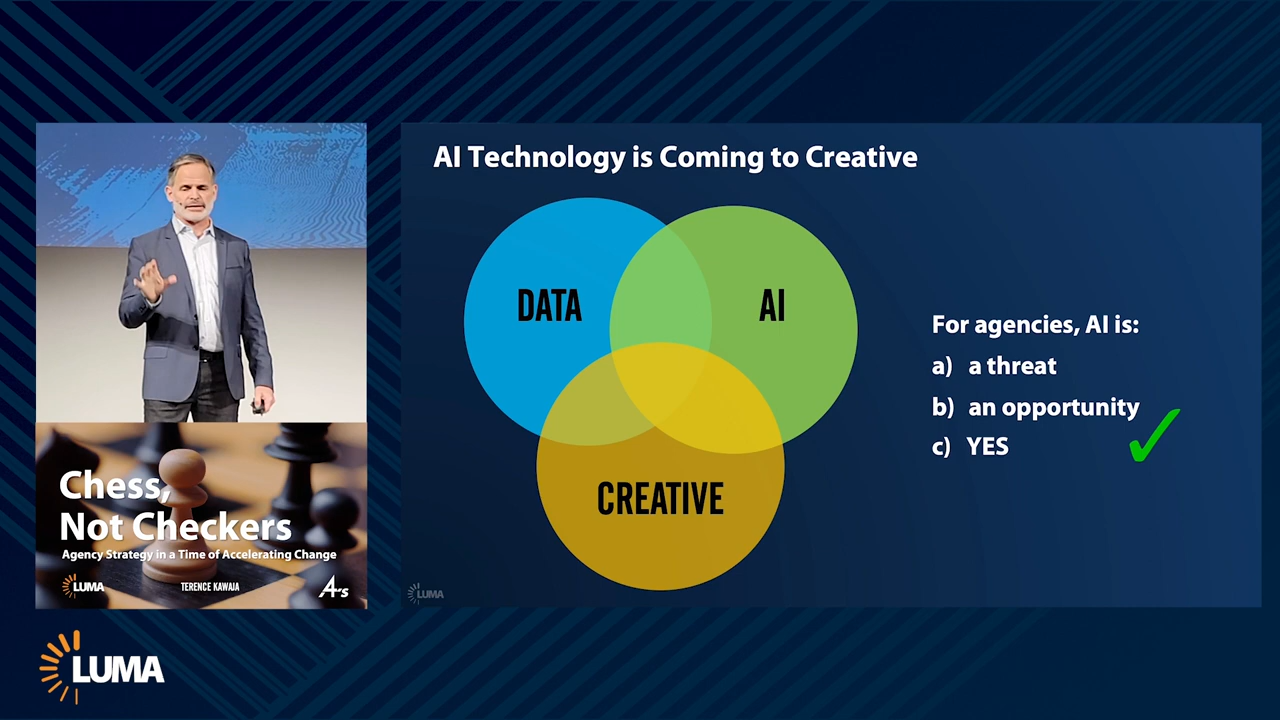 AI Technology is Coming to Creative
DATA
AI
CREATIVE
For agencies, AI is:
a) a threat
b) an opportunity
c) YES
LUMA
Chess,
Not Checkers
Agency Strategy in a Time of Accelerating Change
LUMA
TERENCE KAWAJA
4A's
LUMA